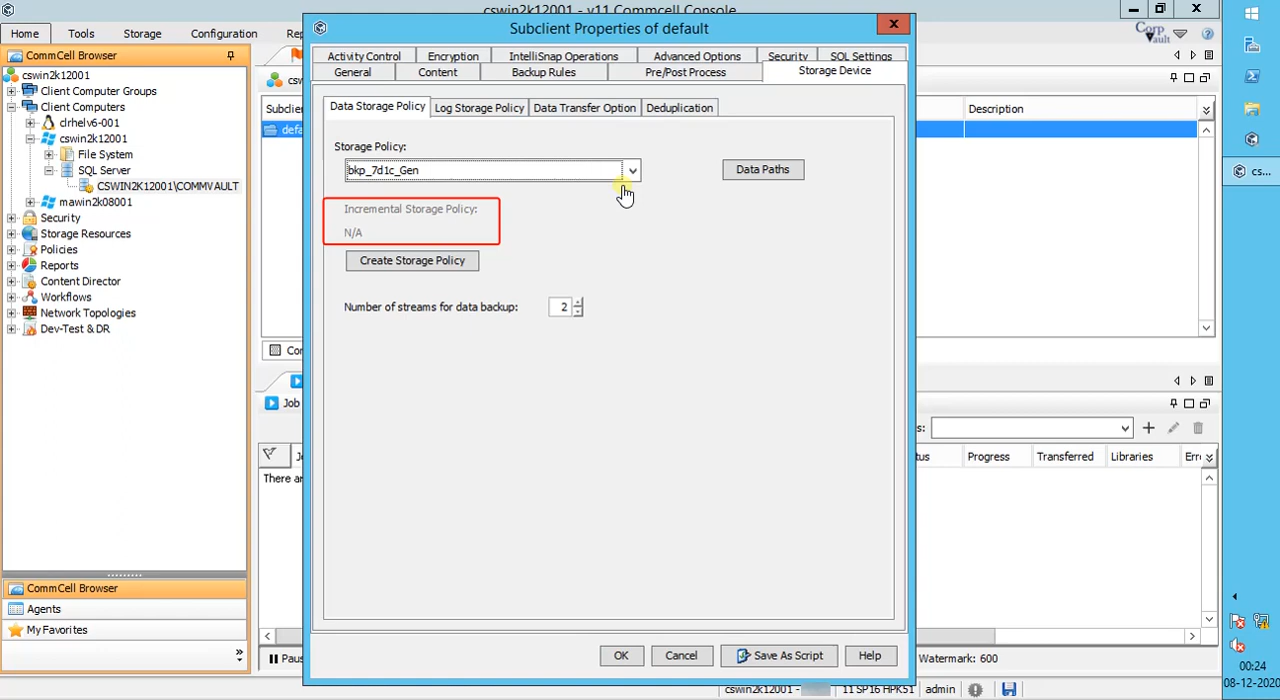 cswin2k12001 - v11 Commcell Console
Home Tools Storage Configuration
Corp
Vault
CommCell Browser
cswin2k12001
Client Computer Groups
Client Computers
clrhelv6-001
cswin2k12001
File System
SQL Server
CSWIN2K12001\COMMVAULT
mawin2k08001
Security
Storage Resources
Policies
Reports
Content Director
Workflows
Network Topologies
Dev-Test & DR
CommCell Browser
Agents
My Favorites
Subclient Properties of default
Activity Control Encryption IntelliSnap Operations Advanced Options Security SQL Settings
General Content Backup Rules Pre/Post Process Storage Device
Data Storage Policy Log Storage Policy Data Transfer Option Deduplication
Storage Policy:
bkp_7d1c_Gen
Data Paths
Incremental Storage Policy:
N/A
Create Storage Policy
Number of streams for data backup: 2
OK Cancel Save As Script Help
Description
Job
Progress Transferred Libraries
Watermark: 600
cswin2k12001 - 11 SP16 HPK51 admin
cs...
00:24
08-12-2020